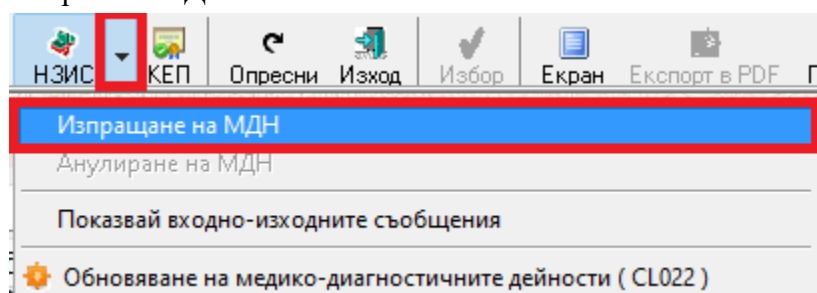 НЗИС КЕП Опресни Изход Избор Екран Експорт в PDF
Изпращане на МДН
Анулиране на МДН
Показвай входно-изходните съобщения
Обновяване на медико-диагностичните дейности ( CL022 )